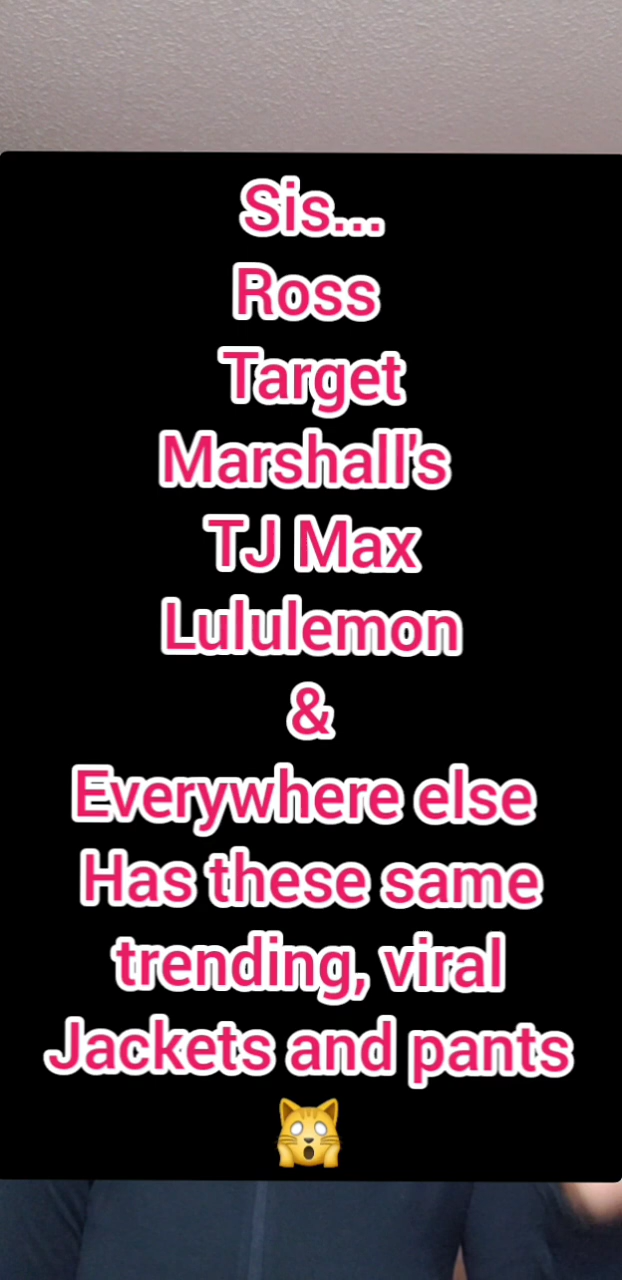 Sis...
Ross
Target
Marshall's
TJ Max
Lululemon
&
Everywhere else
Has these same
trending, viral
Jackets and pants
🙀